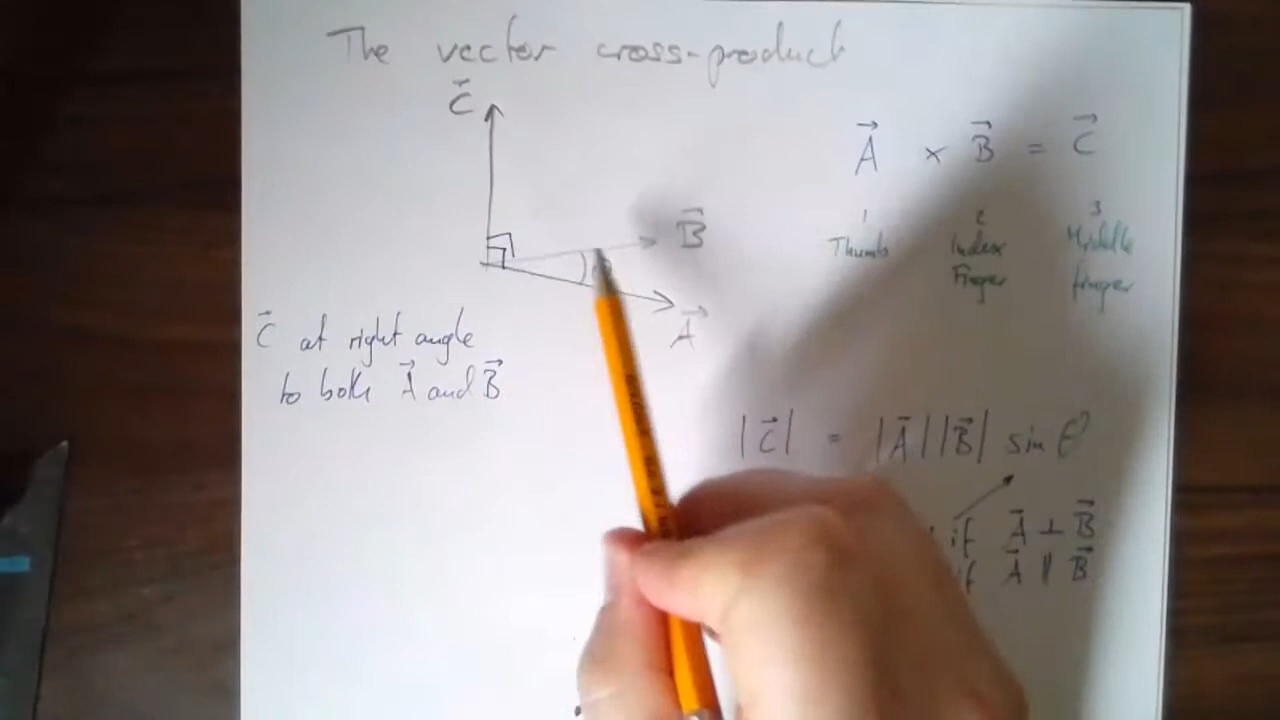 The vector cross-product
C⃗
A⃗ × B⃗ = C⃗
1 2 3
Thumb Index Finger Middle finger
B⃗
A⃗
C⃗ at right angle
to both A⃗ and B⃗
|C⃗| = |A⃗||B⃗| sin θ
if A⃗ ⊥ B⃗
if A⃗ ∥ B⃗